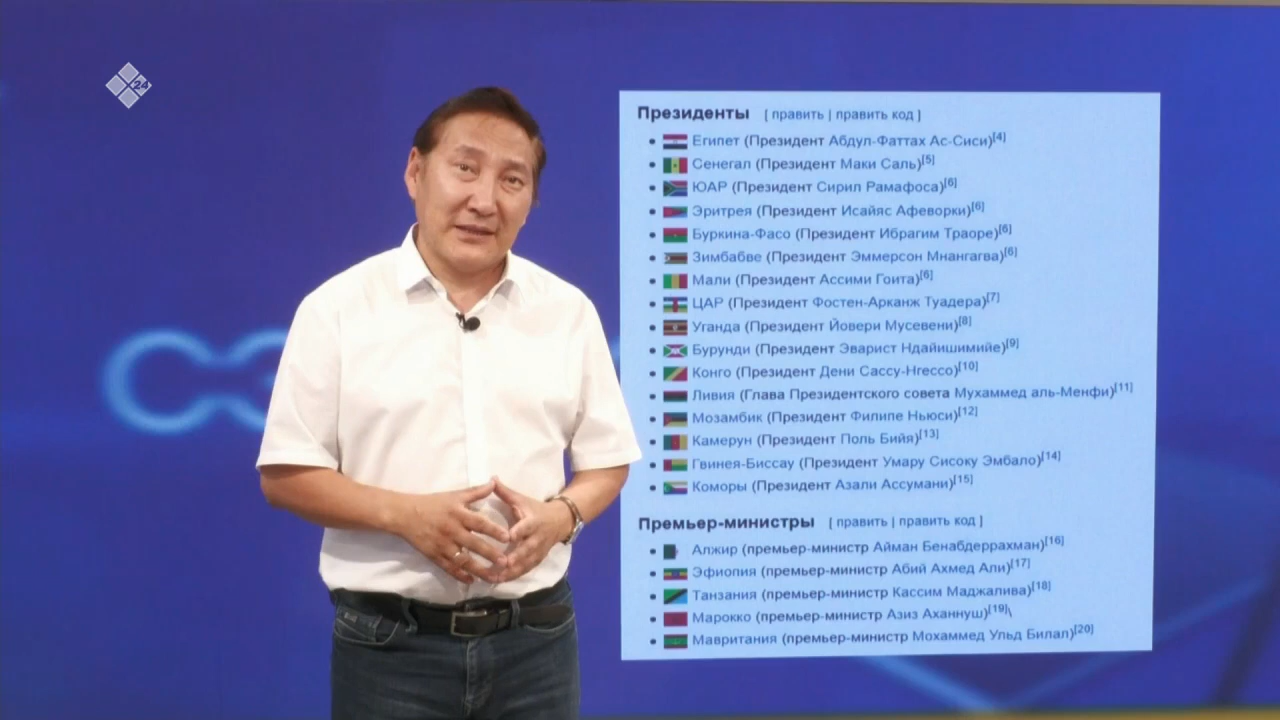 24
Президенты [ править | править код ]
Египет (Президент Абдул-Фаттах Ас-Сиси)[4]
Сенегал (Президент Маки Саль)[5]
ЮАР (Президент Сирил Рамафоса)[6]
Эритрея (Президент Исайяс Афеворки)[6]
Буркина-Фасо (Президент Ибрагим Траоре)[6]
Зимбабве (Президент Эммерсон Мнангагва)[6]
Мали (Президент Ассими Гоита)[6]
ЦАР (Президент Фостен-Арканж Туадера)[7]
Уганда (Президент Йовери Мусевени)[8]
Бурунди (Президент Эварист Ндайишимийе)[9]
Конго (Президент Дени Сассу-Нгессо)[10]
Ливия (Глава Президентского совета Мухаммед аль-Менфи)[11]
Мозамбик (Президент Филипе Ньюси)[12]
Камерун (Президент Поль Бийя)[13]
Гвинея-Биссау (Президент Умару Сисоку Эмбало)[14]
Коморы (Президент Азали Ассумани)[15]
Премьер-министры [ править | править код ]
Алжир (премьер-министр Айман Бенабдеррахман)[16]
Эфиопия (премьер-министр Абий Ахмед Али)[17]
Танзания (премьер-министр Кассим Маджалива)[18]
Марокко (премьер-министр Азиз Аханнуш)[19]\
Мавритания (премьер-министр Мохаммед Ульд Билал)[20]